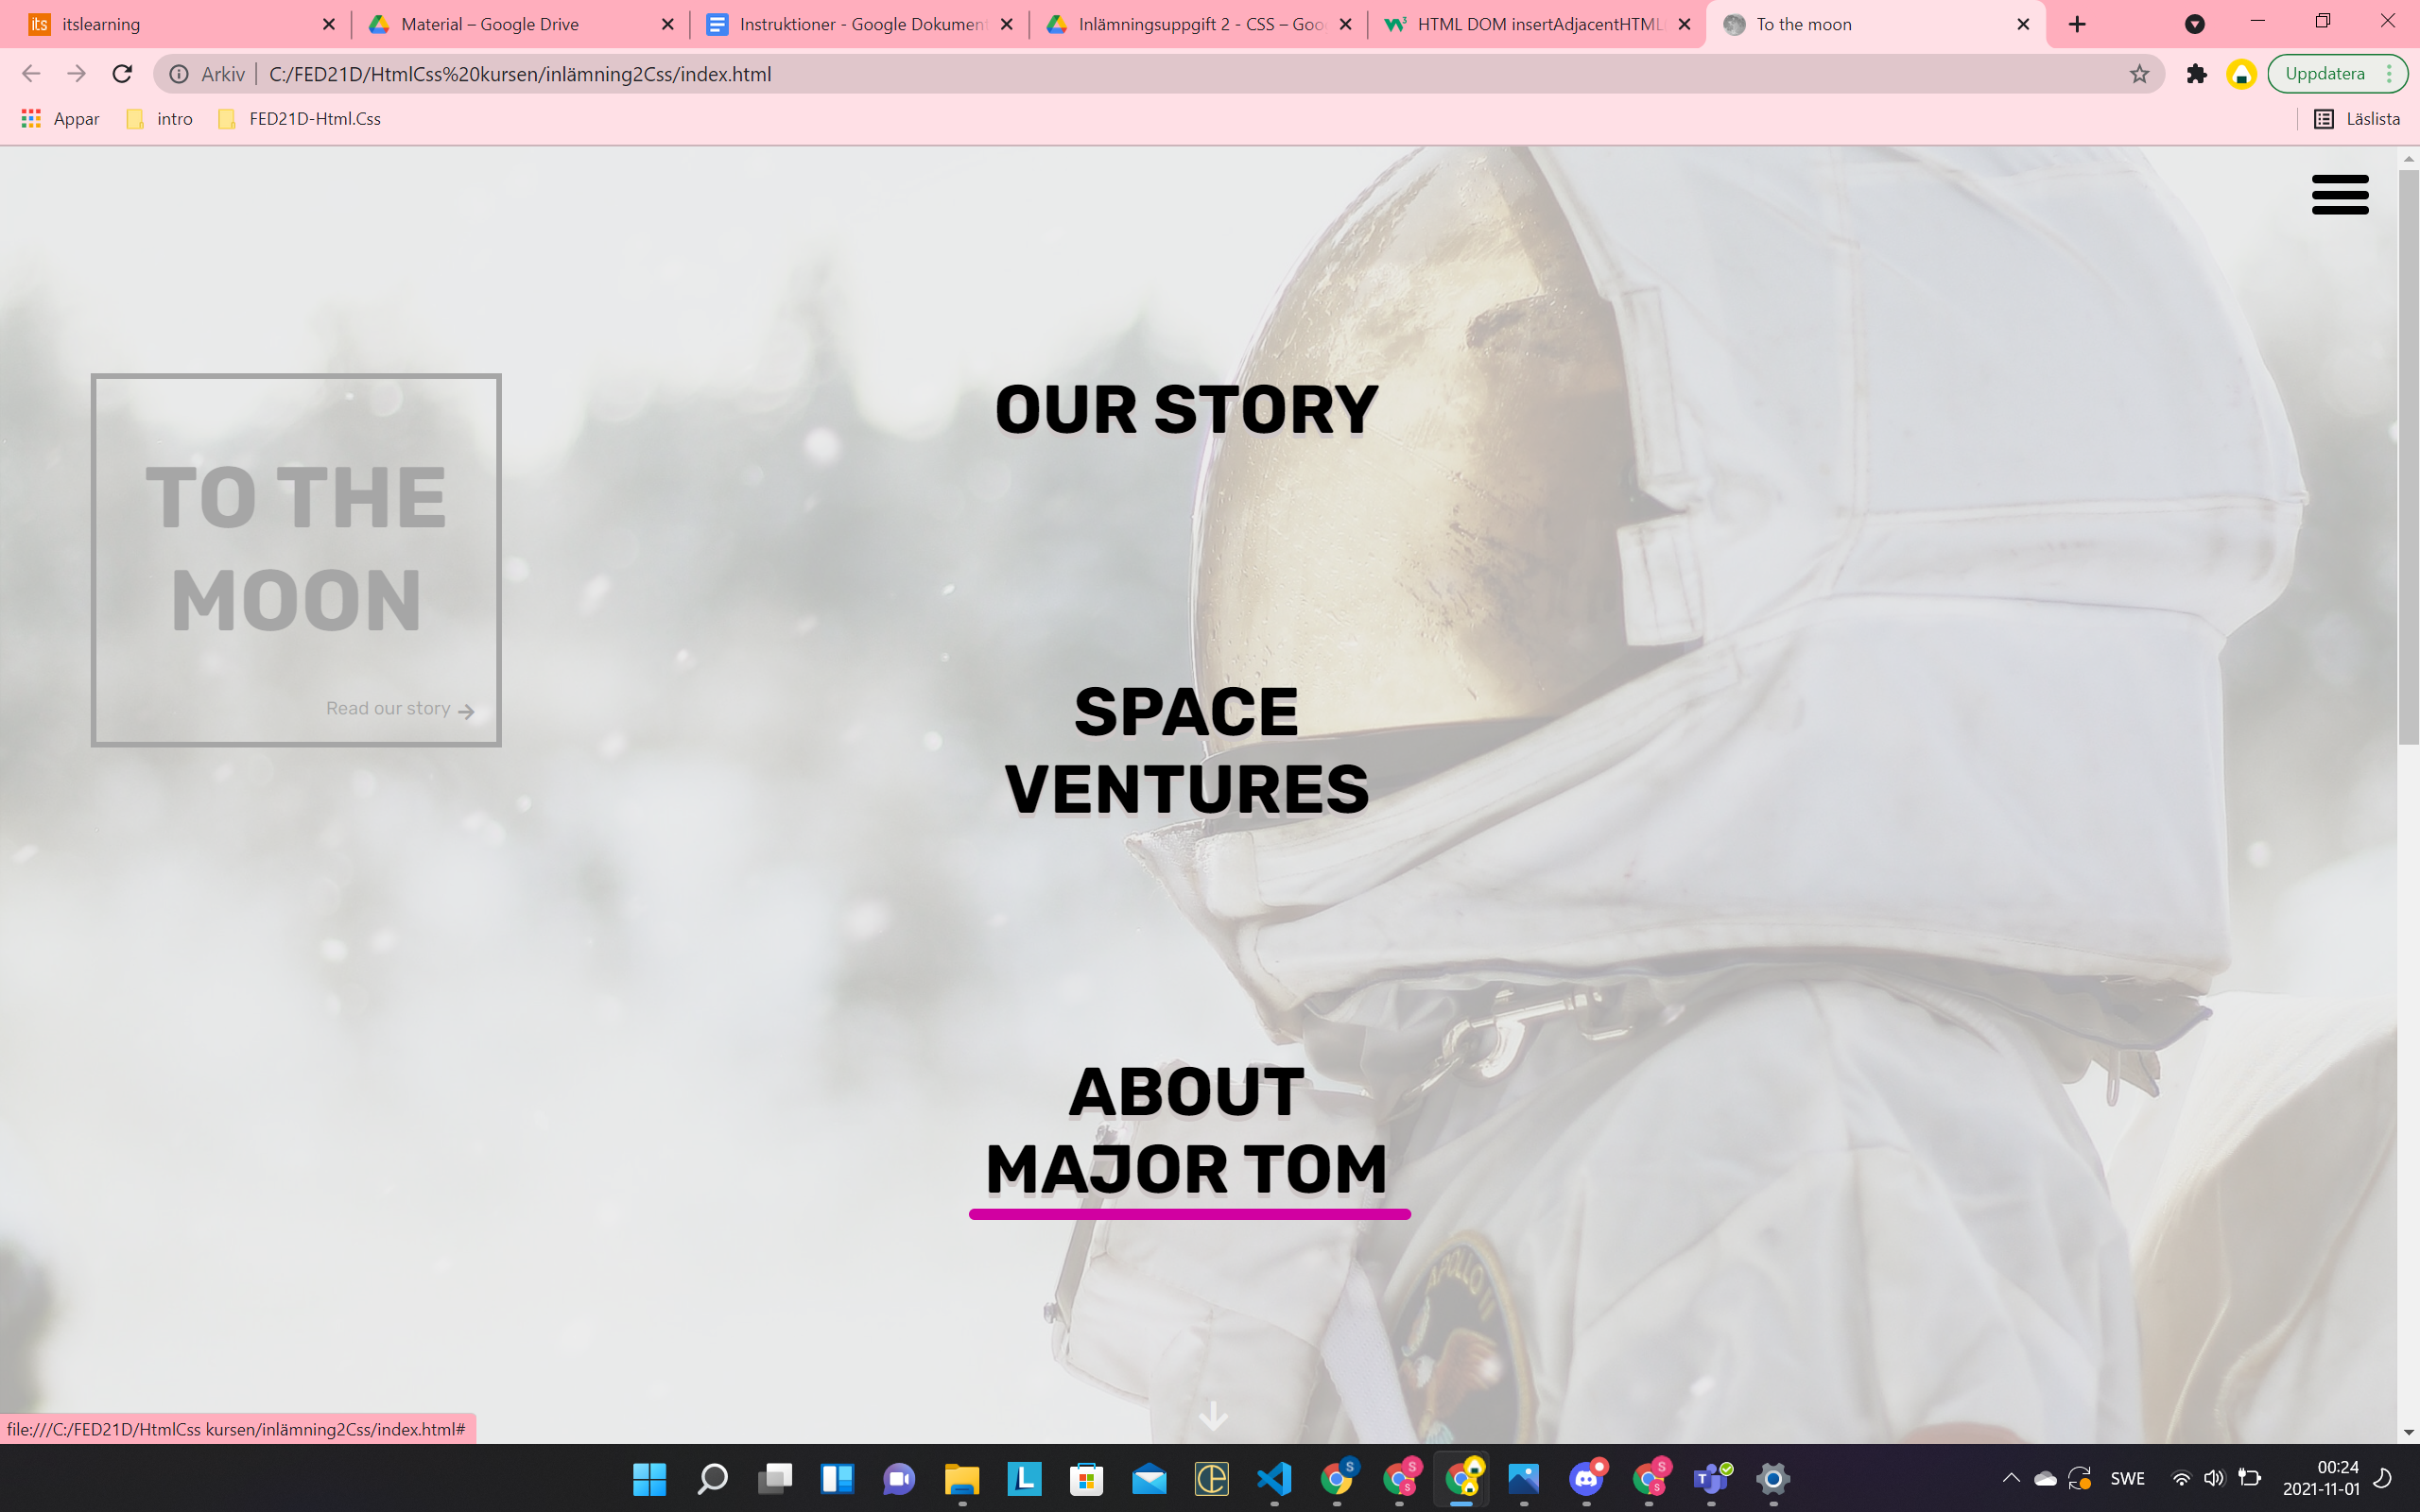 its itslearning
Material – Google Drive
Instruktioner - Google Dokument
Inlämningsuppgift 2 - CSS – Goo
HTML DOM insertAdjacentHTML
To the moon
Arkiv
C:/FED21D/HtmlCss%20kursen/inlämning2Css/index.html
Uppdatera
Appar
intro
FED21D-Html.Css
Läslista
TO THE
MOON
Read our story
OUR STORY
SPACE
VENTURES
ABOUT
MAJOR TOM
APOLLO 11
file:///C:/FED21D/HtmlCss kursen/inlämning2Css/index.html#
SWE
00:24
2021-11-01